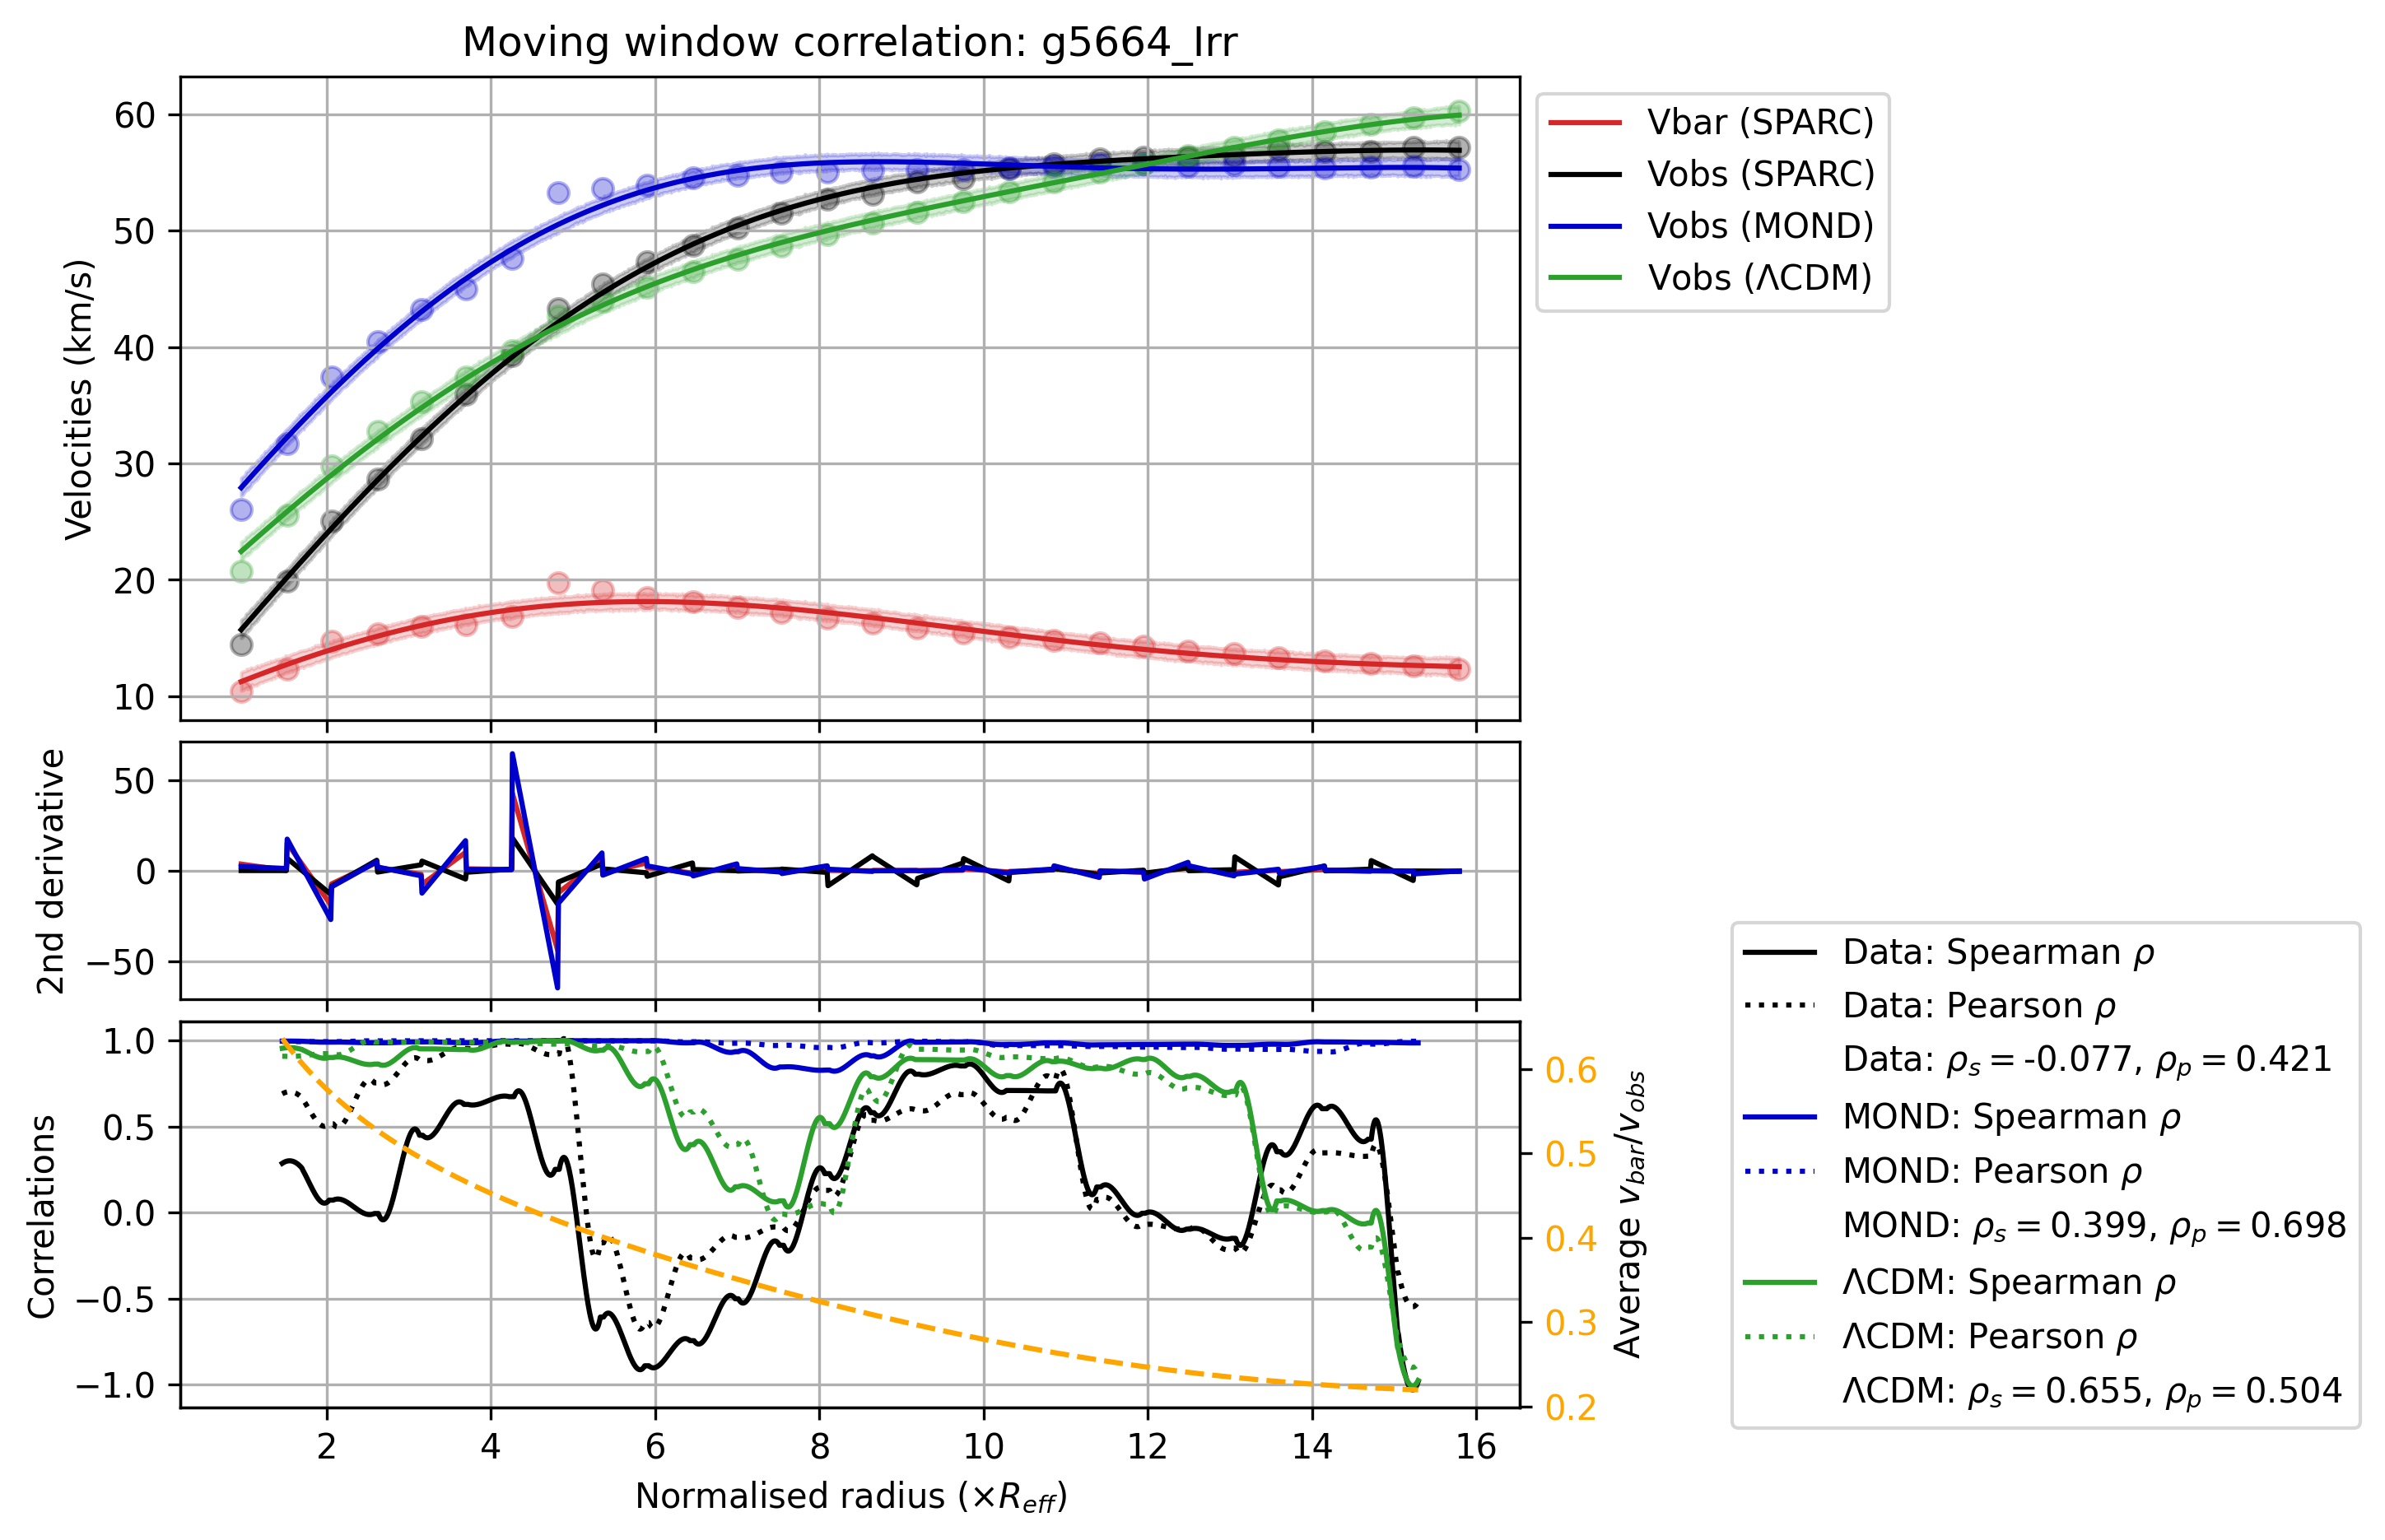 Moving window correlation: g5664_Irr
60
50
40
30
20
10
Velocities (km/s)
Vbar (SPARC)
Vobs (SPARC)
Vobs (MOND)
Vobs (ΛCDM)
50
0
−50
2nd derivative
1.0
0.5
0.0
−0.5
−1.0
Correlations
0.6
0.5
0.4
0.3
0.2
Average v_bar/v_obs
2 4 6 8 10 12 14 16
Normalised radius (×R_eff)
Data: Spearman ρ
Data: Pearson ρ
Data: ρ_s = -0.077, ρ_p = 0.421
MOND: Spearman ρ
MOND: Pearson ρ
MOND: ρ_s = 0.399, ρ_p = 0.698
ΛCDM: Spearman ρ
ΛCDM: Pearson ρ
ΛCDM: ρ_s = 0.655, ρ_p = 0.504